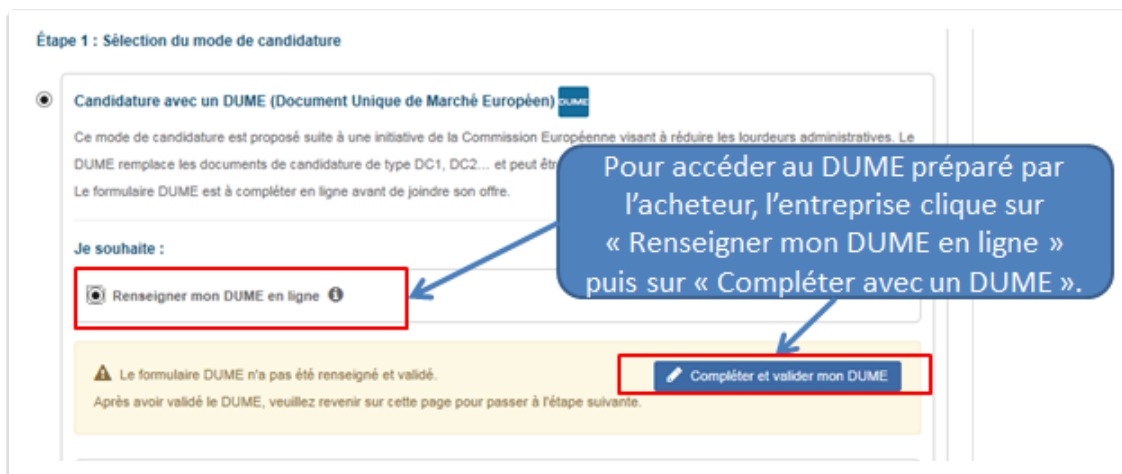 Étape 1 : Sélection du mode de candidature
Candidature avec un DUME (Document Unique de Marché Européen) DUME
Ce mode de candidature est proposé suite à une initiative de la Commission Européenne visant à réduire les lourdeurs administratives. Le
DUME remplace les documents de candidature de type DC1, DC2... et peut êtr
Le formulaire DUME est à compléter en ligne avant de joindre son offre.
Pour accéder au DUME préparé par
l'acheteur, l'entreprise clique sur
« Renseigner mon DUME en ligne »
puis sur « Compléter avec un DUME ».
Je souhaite :
Renseigner mon DUME en ligne
Le formulaire DUME n'a pas été renseigné et validé.
Compléter et valider mon DUME
Après avoir validé le DUME, veuillez revenir sur cette page pour passer à l'étape suivante.